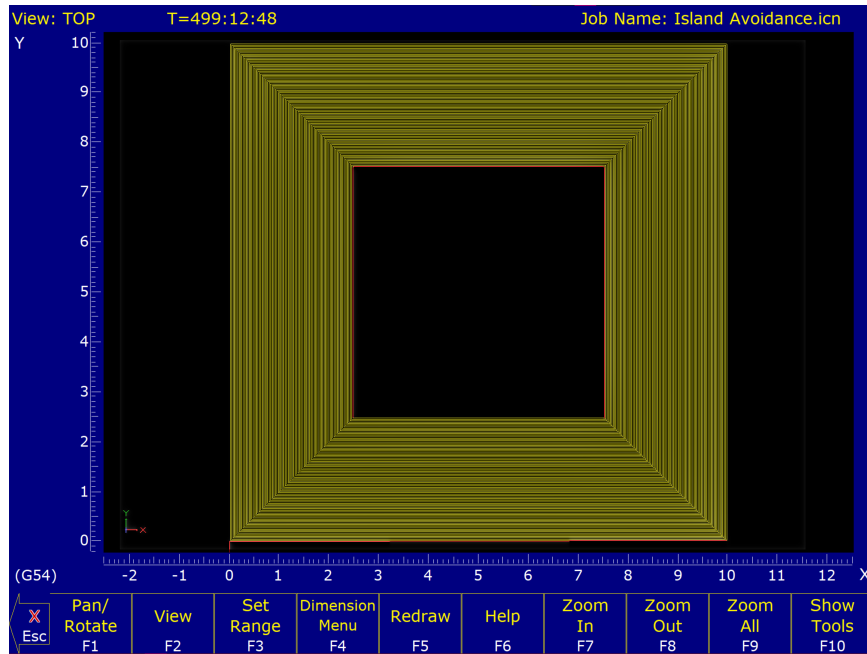 View: TOP T=499:12:48 Job Name: Island Avoidance.icn
Y
10
9
8
7
6
5
4
3
2
1
0
Y
X
(G54) -2 -1 0 1 2 3 4 5 6 7 8 9 10 11 12 X
X
Esc
Pan/
Rotate
F1
View
F2
Set
Range
F3
Dimension
Menu
F4
Redraw
F5
Help
F6
Zoom
In
F7
Zoom
Out
F8
Zoom
All
F9
Show
Tools
F10